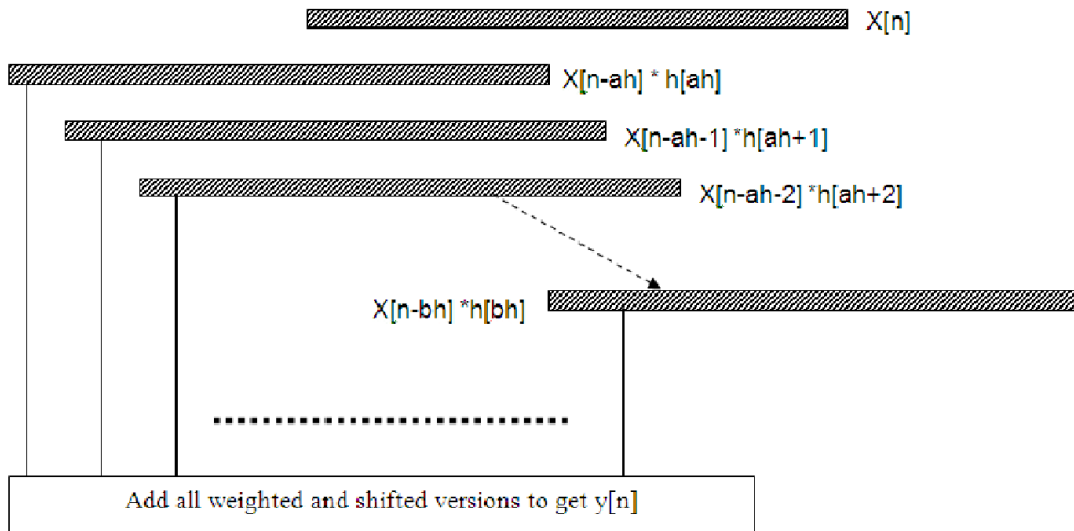 X[n]
X[n-ah] * h[ah]
X[n-ah-1] *h[ah+1]
X[n-ah-2] *h[ah+2]
X[n-bh] *h[bh]
Add all weighted and shifted versions to get y[n]